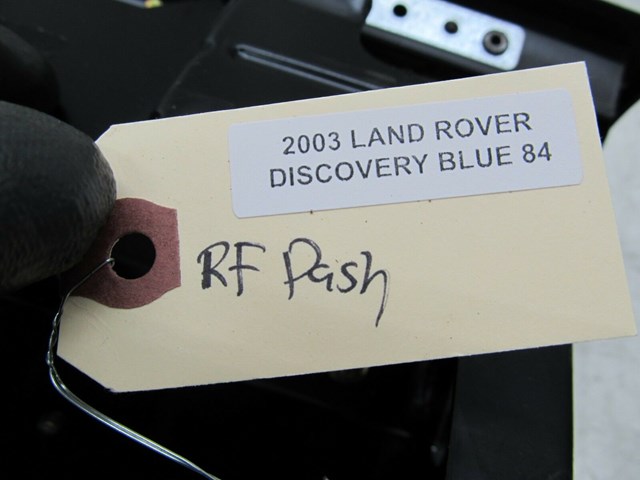 2003 LAND ROVER
DISCOVERY BLUE 84
RF Dash